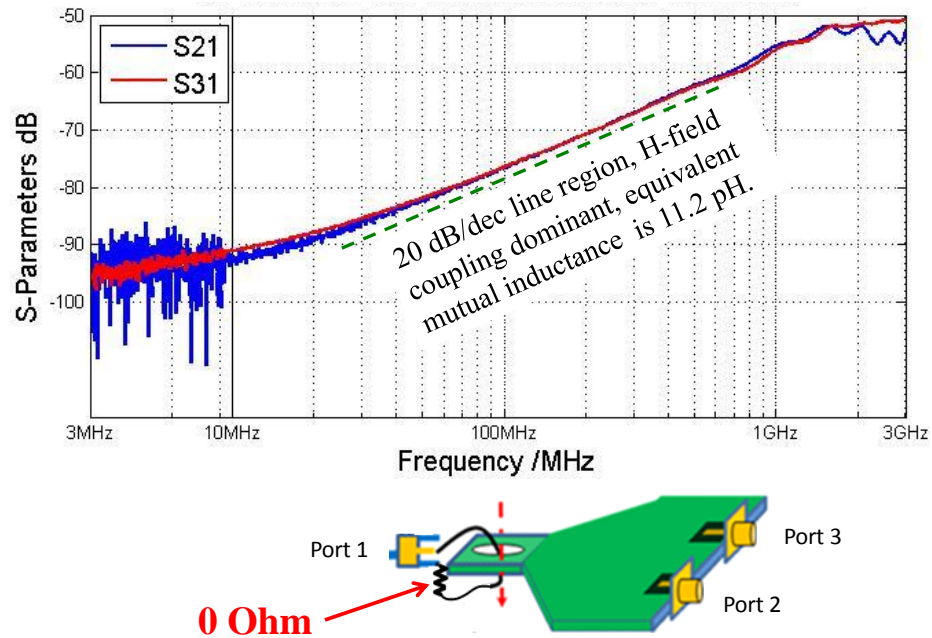 -50
-60
-70
-80
-90
-100
S-Parameters dB
S21
S31
20 dB/dec line region, H-field
coupling dominant, equivalent
mutual inductance is 11.2 pH.
3MHz 10MHz 100MHz 1GHz 3GHz
Frequency /MHz
Port 1
Port 3
Port 2
0 Ohm